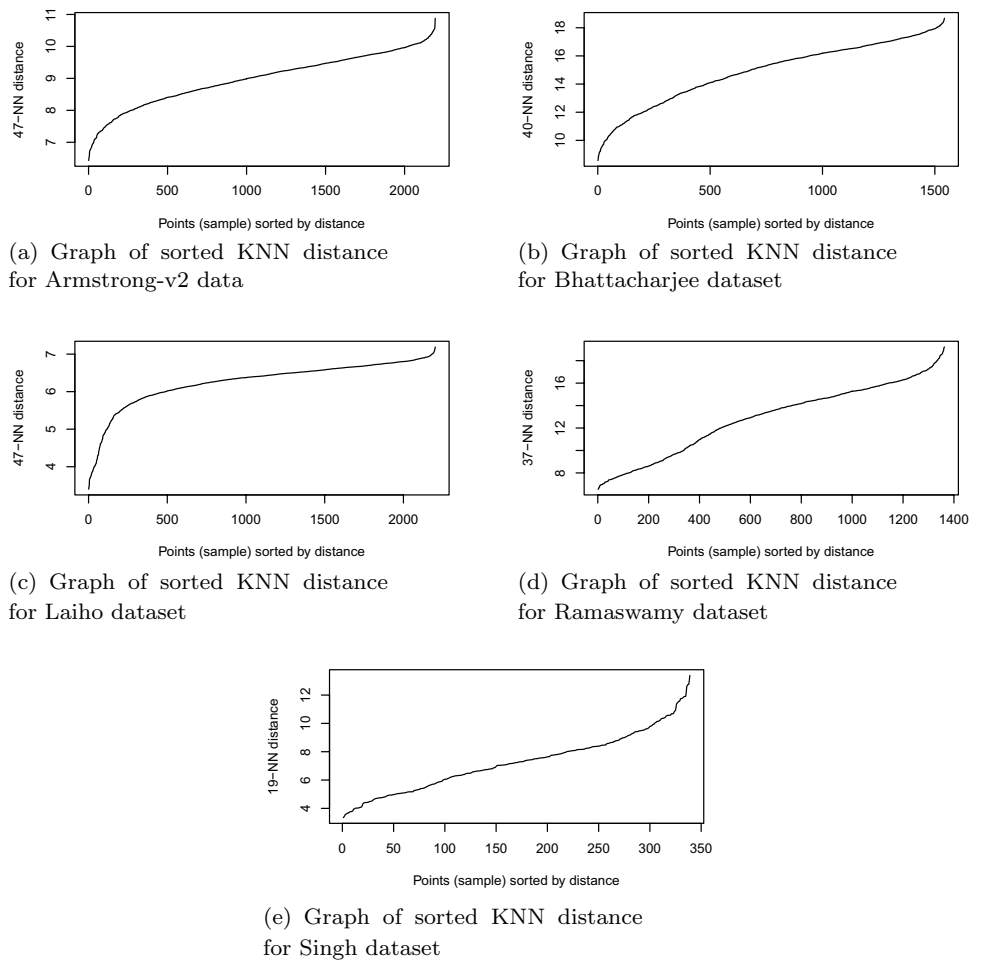 11
10
9
8
7
47−NN distance
0 500 1000 1500 2000
Points (sample) sorted by distance
(a) Graph of sorted KNN distance
for Armstrong-v2 data
18
16
14
12
10
40−NN distance
0 500 1000 1500
Points (sample) sorted by distance
(b) Graph of sorted KNN distance
for Bhattacharjee dataset
7
6
5
4
47−NN distance
0 500 1000 1500 2000
Points (sample) sorted by distance
(c) Graph of sorted KNN distance
for Laiho dataset
16
12
8
37−NN distance
0 200 400 600 800 1000 1200 1400
Points (sample) sorted by distance
(d) Graph of sorted KNN distance
for Ramaswamy dataset
12
10
8
6
4
19−NN distance
0 50 100 150 200 250 300 350
Points (sample) sorted by distance
(e) Graph of sorted KNN distance
for Singh dataset